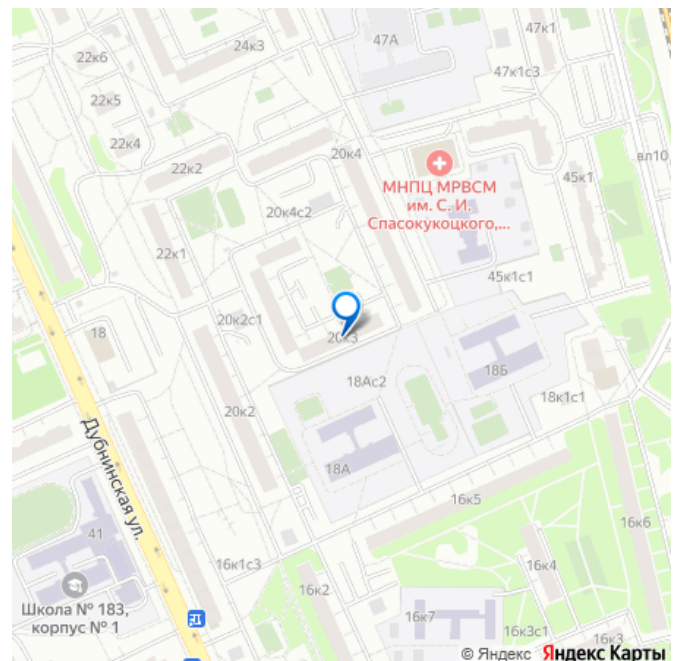 24к3
47А
47к1
22к6
47к1с3
22к5
22к4
20к4
22к2
вл10
МНПЦ МРВСМ
им. С. И.
Спасокукоцкого,...
45к1
20к4с2
22к1
45к1с1
20к2с1
18
20к3
18Ас2
18Б
18к1с1
20к2
Дубнинская ул.
18А
16к5
41
16к6
16к1с3
16к4
16к2
Школа № 183,
корпус № 1
16к7
16к3с1
16к3
© Яндекс Яндекс Карты